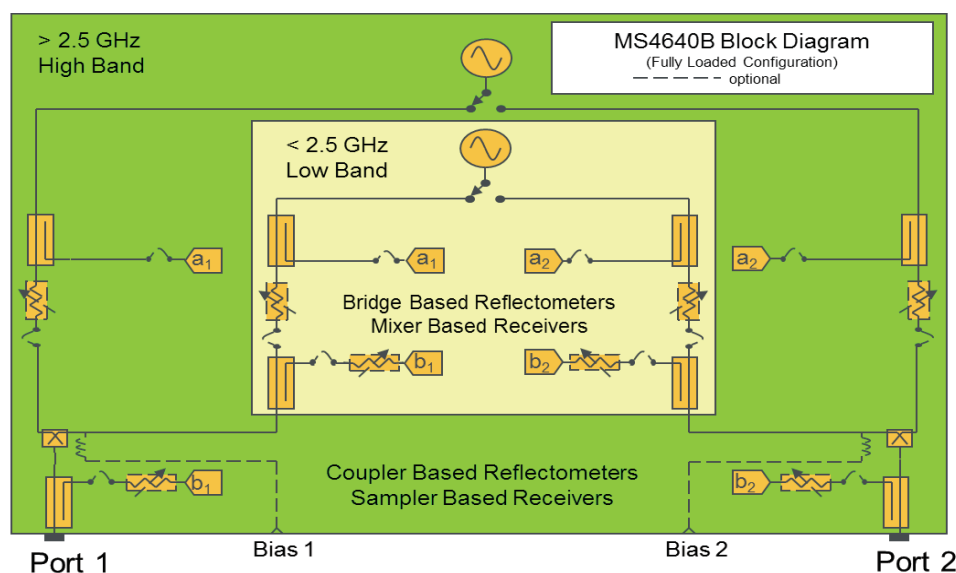 > 2.5 GHz
High Band
MS4640B Block Diagram
(Fully Loaded Configuration)
optional
< 2.5 GHz
Low Band
a1
a1
a2
a2
Bridge Based Reflectometers
Mixer Based Receivers
b1
b2
Coupler Based Reflectometers
Sampler Based Receivers
b1
b2
Port 1
Bias 1
Bias 2
Port 2